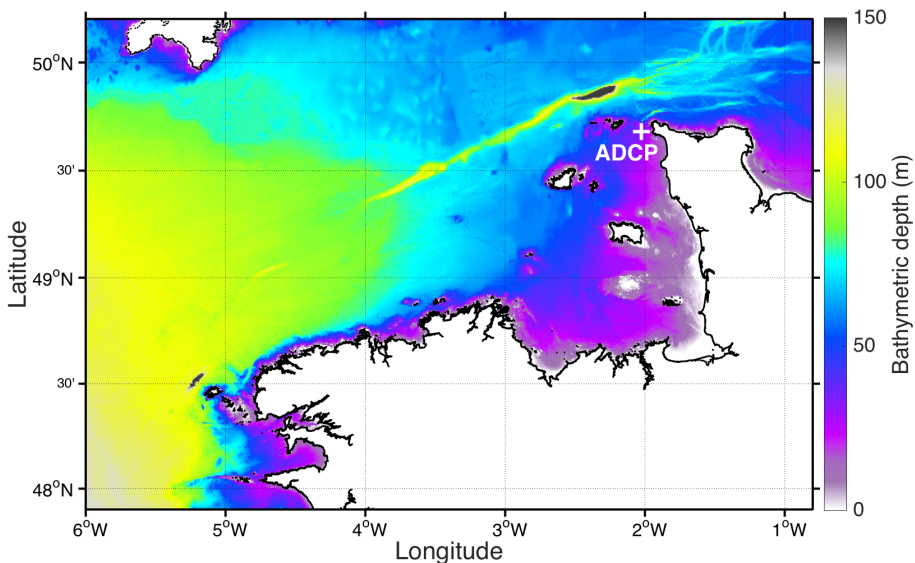 50°N
30'
49°N
30'
48°N
6°W
5°W
4°W
3°W
2°W
1°W
Longitude
Latitude
ADCP
150
100
50
0
Bathymetric depth (m)